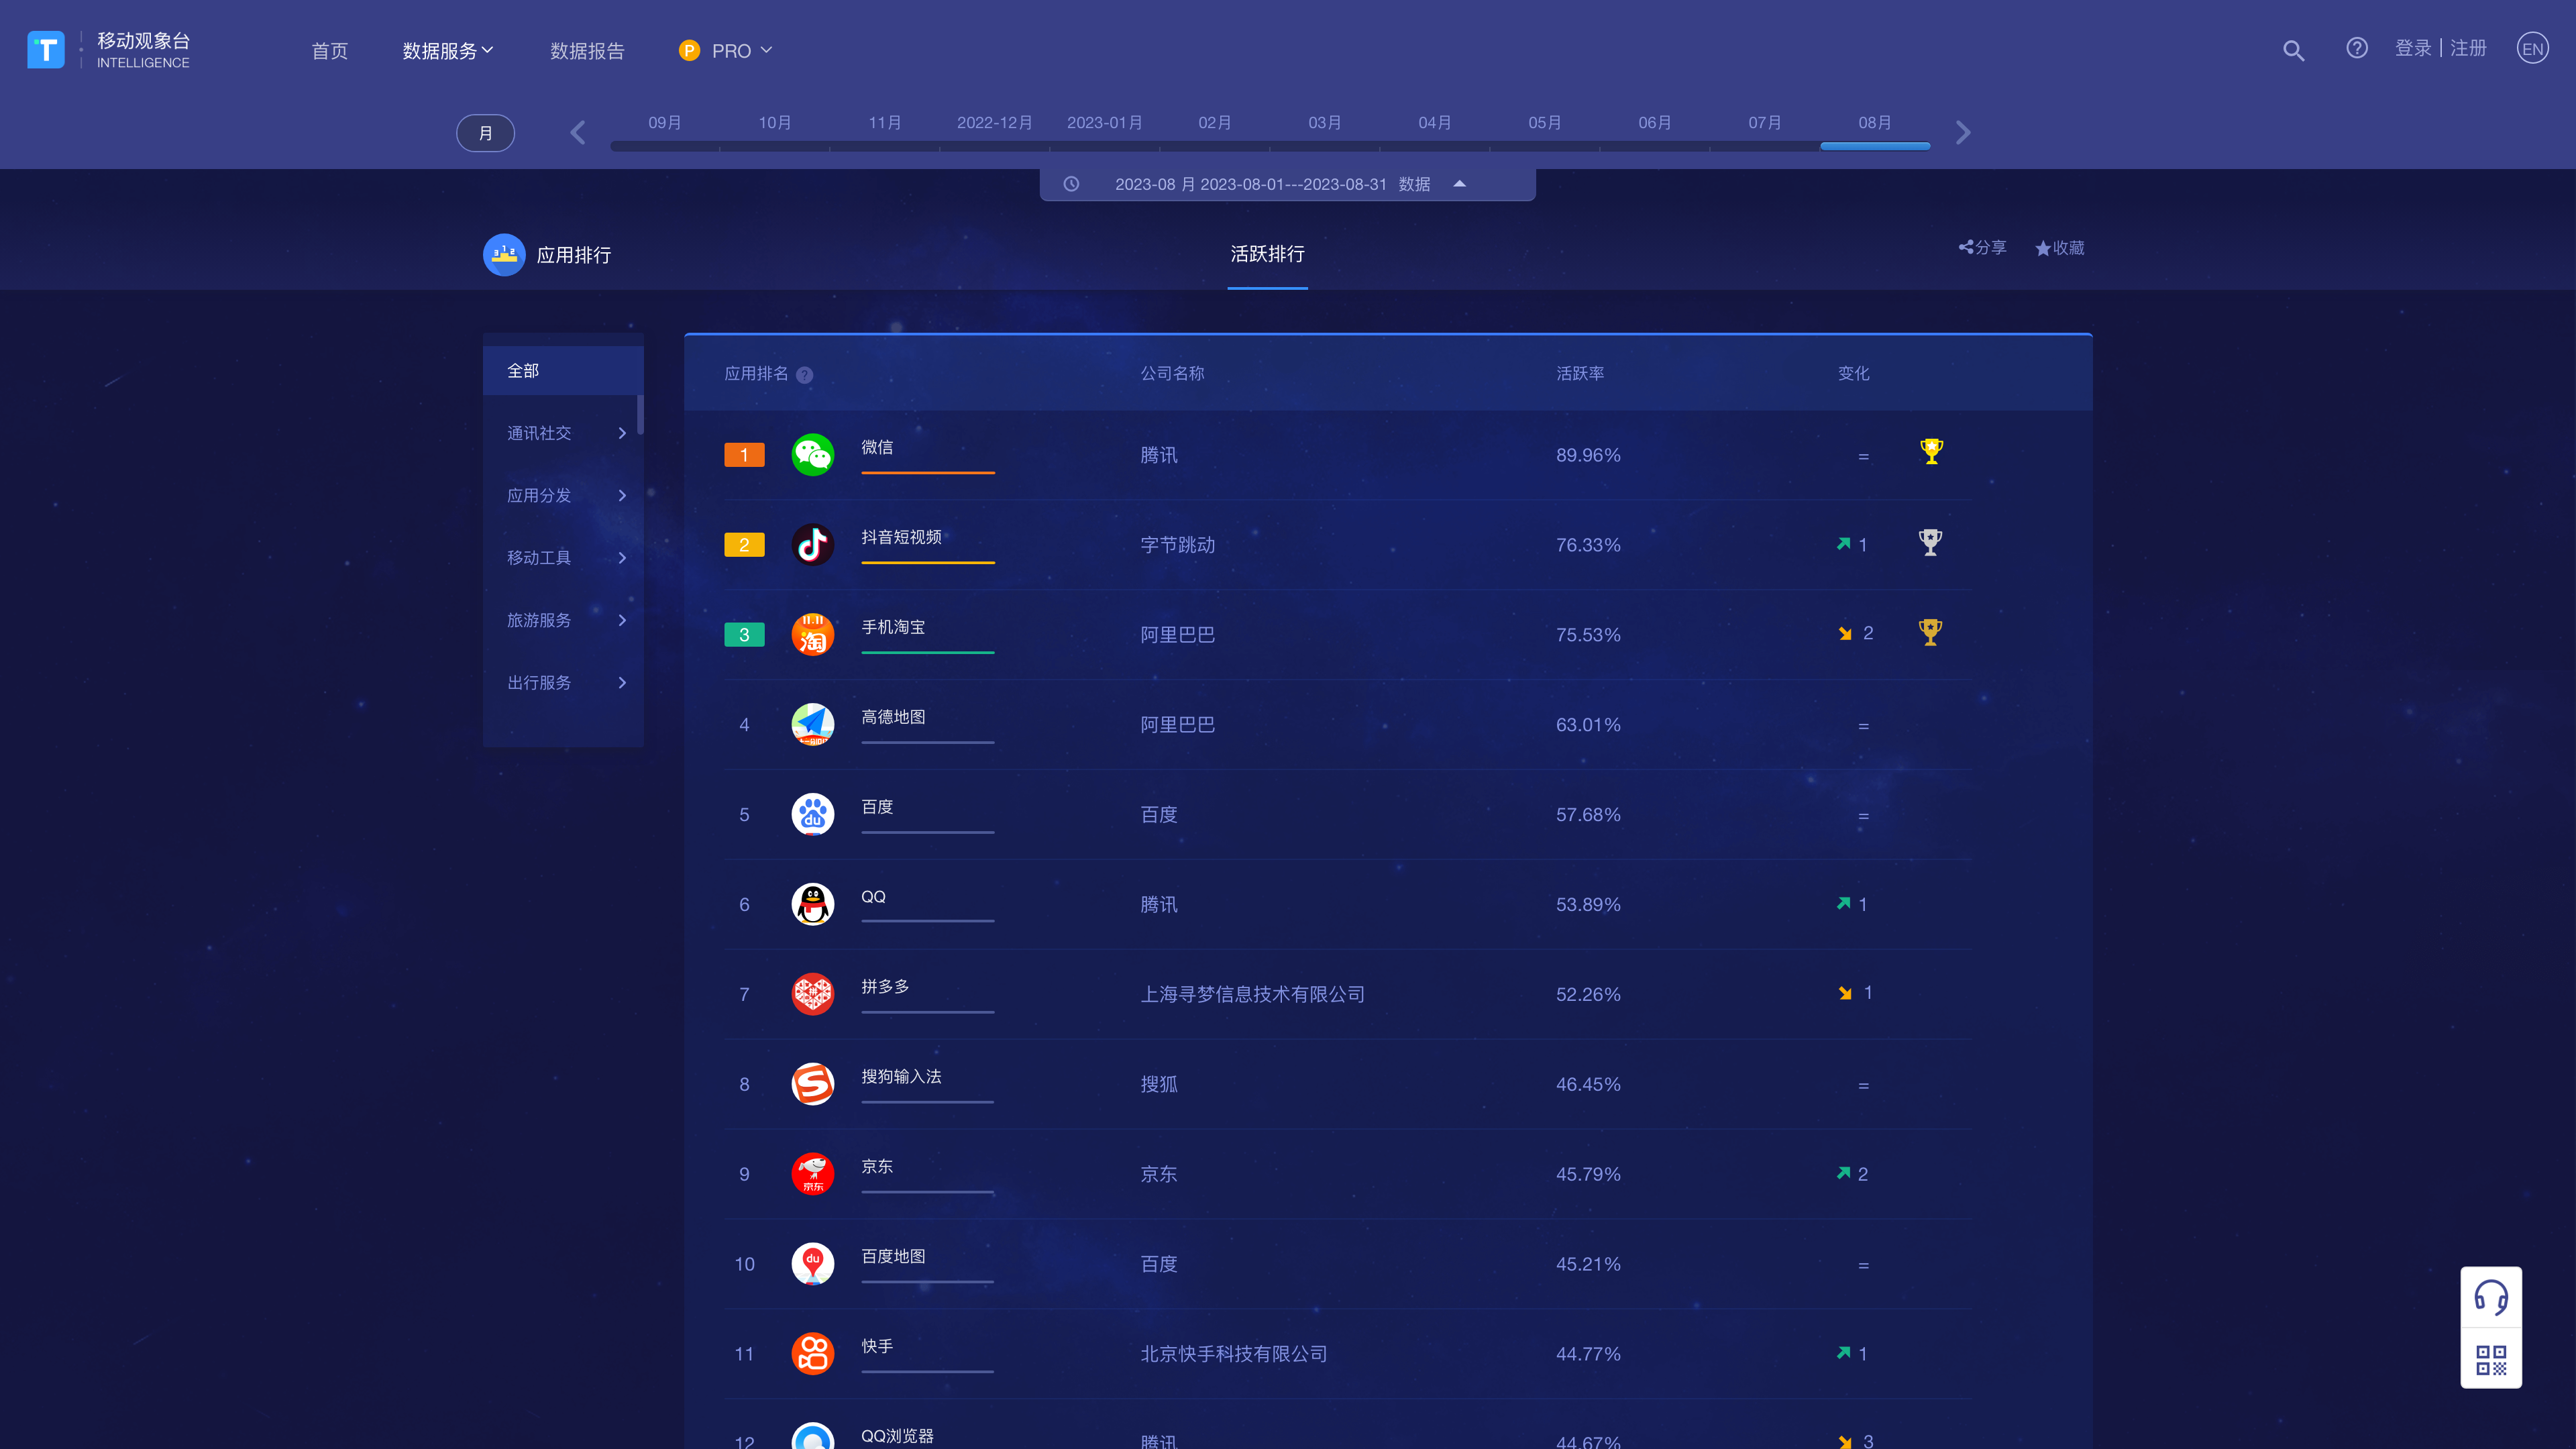 移动观象台
INTELLIGENCE
首页
数据服务
数据报告
P PRO
登录 | 注册
EN
月
09月 10月 11月 2022-12月 2023-01月 02月 03月 04月 05月 06月 07月 08月
2023-08 月 2023-08-01---2023-08-31 数据
应用排行
活跃排行
分享
收藏
全部
通讯社交
应用分发
移动工具
旅游服务
出行服务
应用排名 ? 公司名称 活跃率 变化
1 微信 腾讯 89.96% =
2 抖音短视频 字节跳动 76.33% 1
3 手机淘宝 阿里巴巴 75.53% 2
4 高德地图 阿里巴巴 63.01% =
5 百度 百度 57.68% =
6 QQ 腾讯 53.89% 1
7 拼多多 上海寻梦信息技术有限公司 52.26% 1
8 搜狗输入法 搜狐 46.45% =
9 京东 京东 45.79% 2
10 百度地图 百度 45.21% =
11 快手 北京快手科技有限公司 44.77% 1
12 QQ浏览器 腾讯 44.67% 3